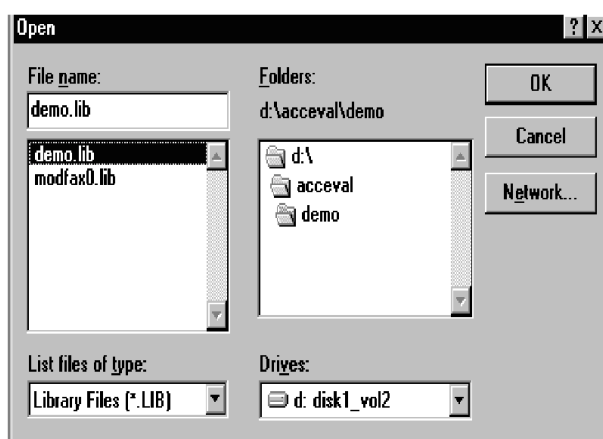 Open
File name:
demo.lib
demo.lib
modfax0.lib
List files of type:
Library Files (*.LIB)
Folders:
d:\acceval\demo
d:\
acceval
demo
Drives:
d: disk1_vol2
OK
Cancel
Network...